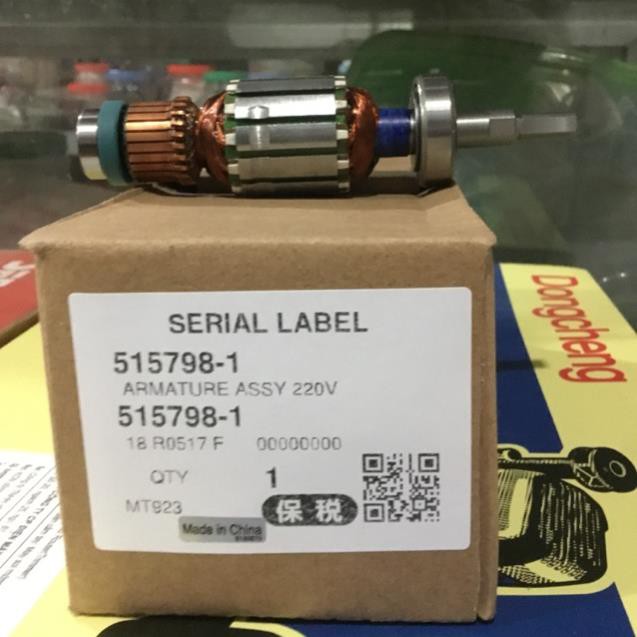 SERIAL LABEL
515798-1
ARMATURE ASSY 220V
515798-1
18 R0517 F 00000000
QTY 1
MT923
Made in China
保税
Dongcheng